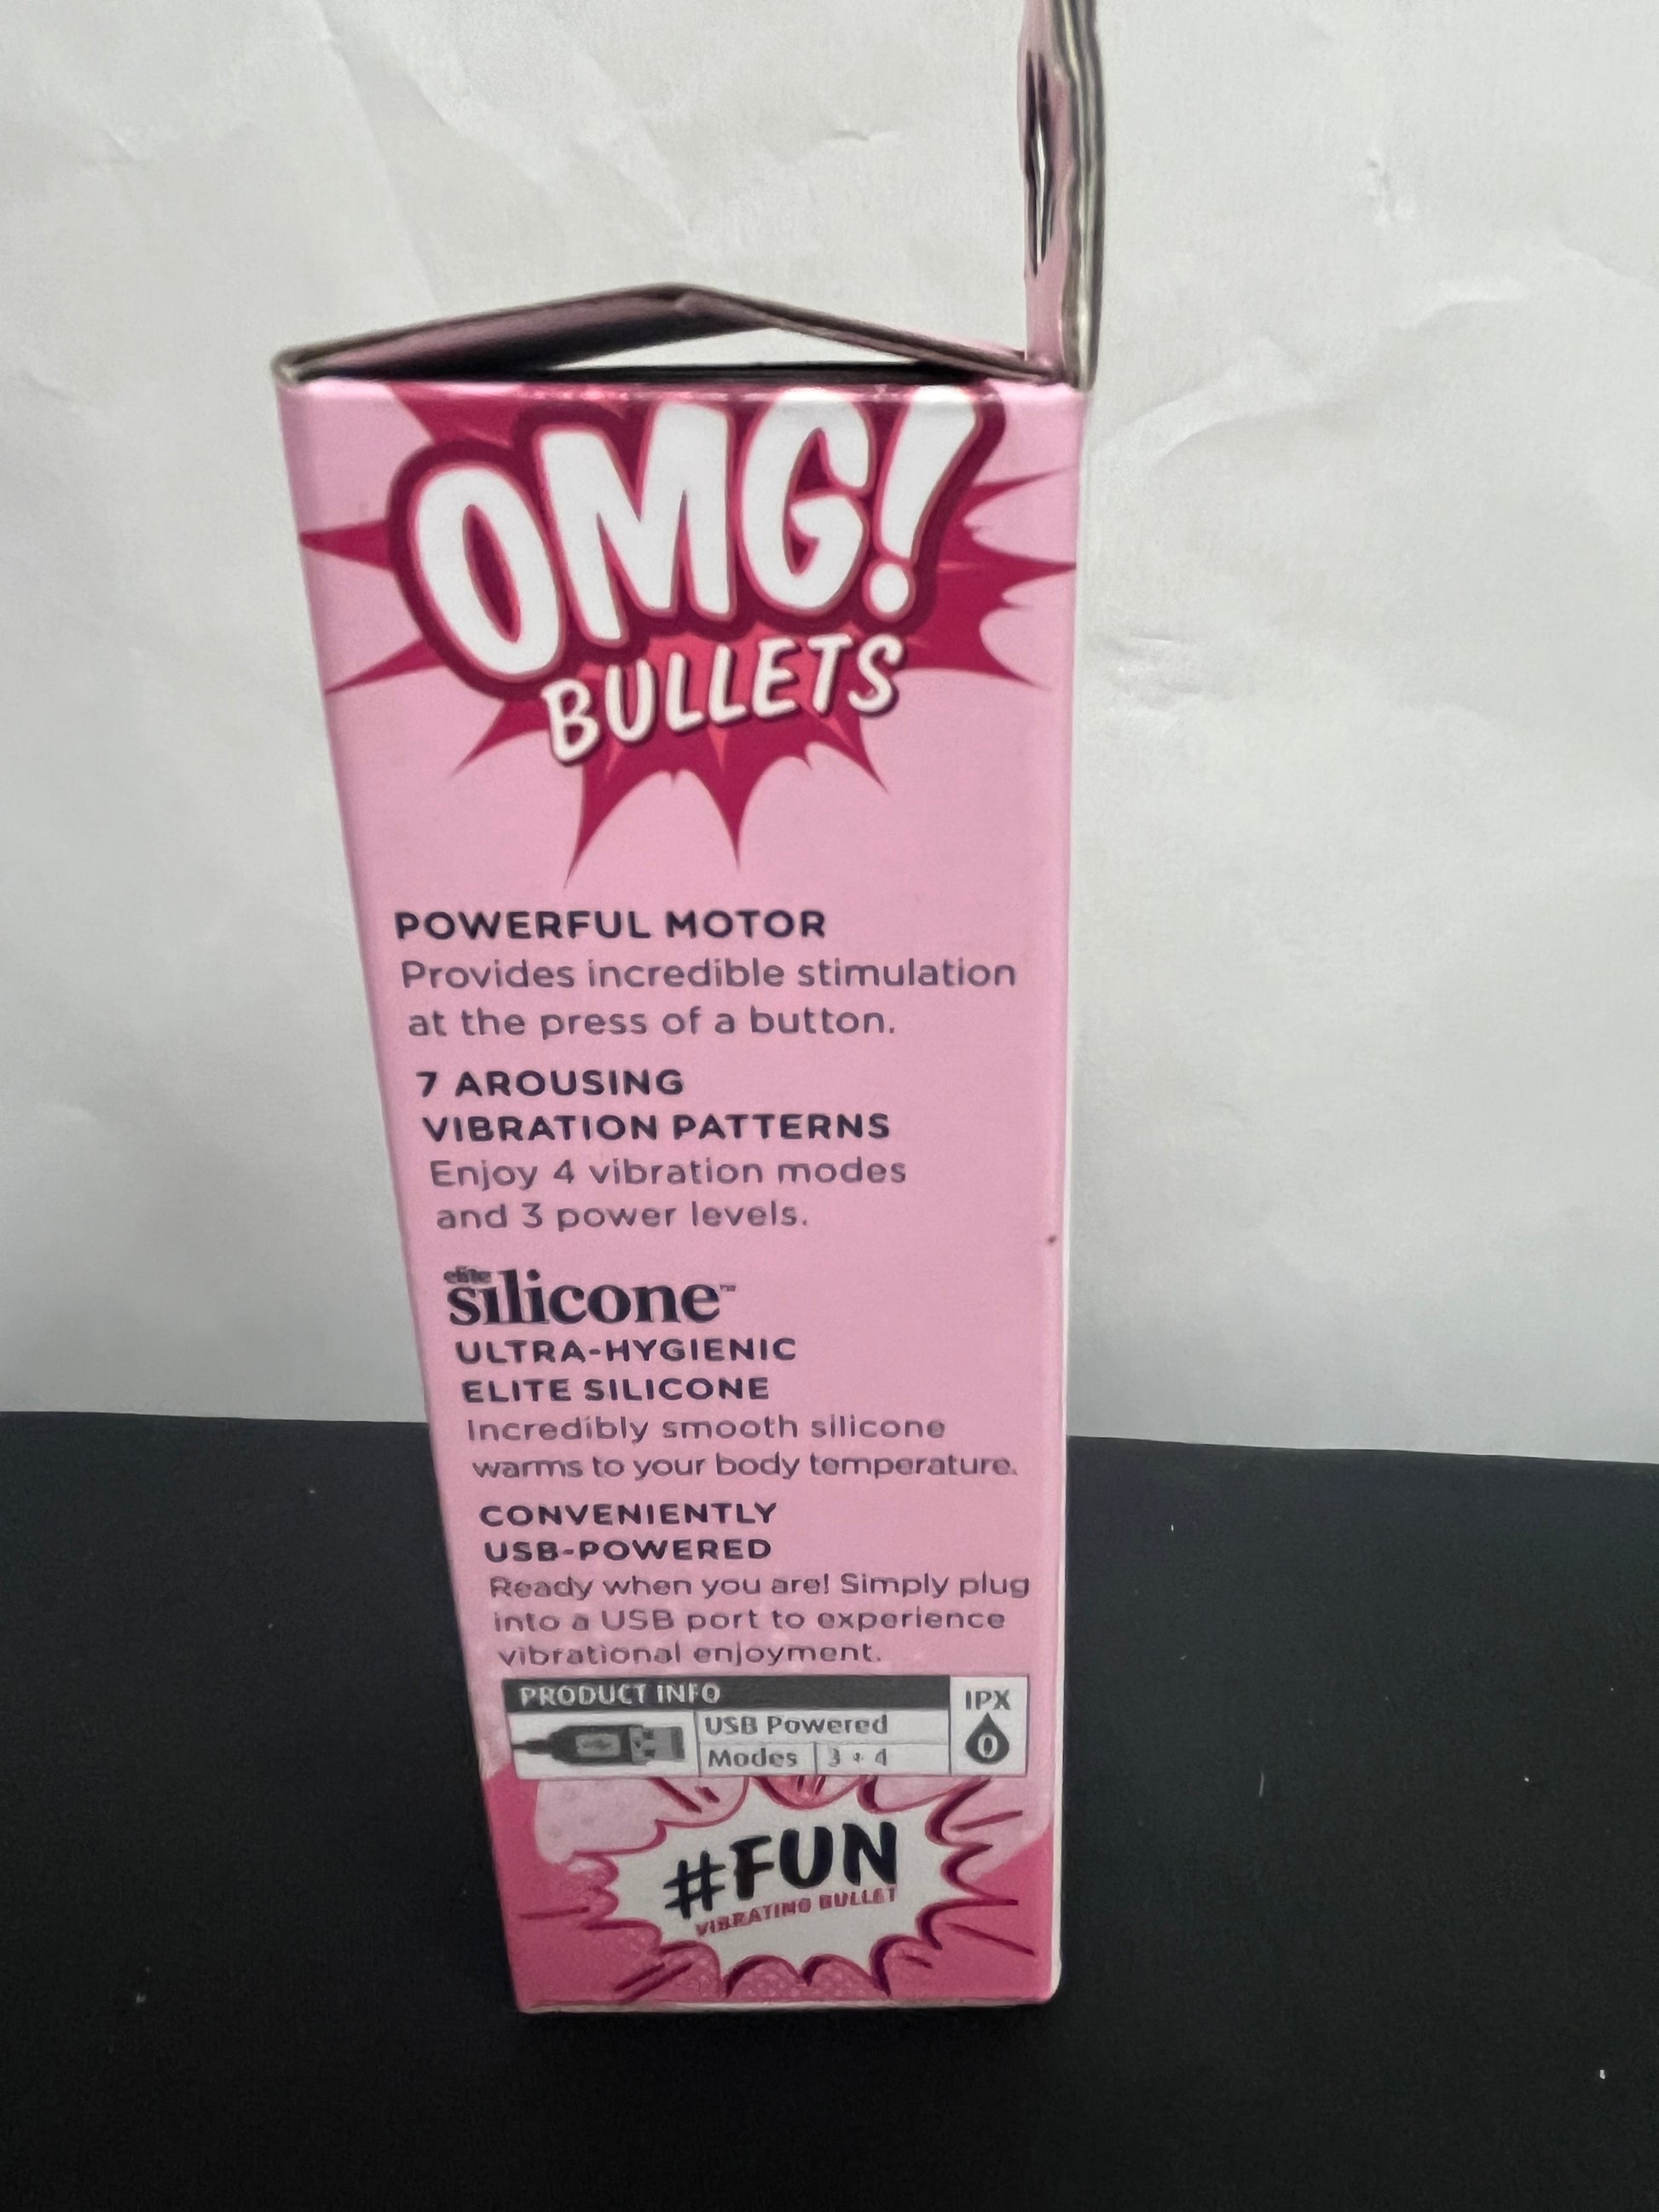 OMG!
BULLETS
POWERFUL MOTOR
Provides incredible stimulation
at the press of a button.
7 AROUSING
VIBRATION PATTERNS
Enjoy 4 vibration modes
and 3 power levels.
elite
silicone™
ULTRA-HYGIENIC
ELITE SILICONE
Incredibly smooth silicone
warms to your body temperature.
CONVENIENTLY
USB-POWERED
Ready when you are! Simply plug
into a USB port to experience
vibrational enjoyment.
PRODUCT INFO
IPX
USB Powered
0
Modes 3 + 4
#FUN
VIBRATING BULLET